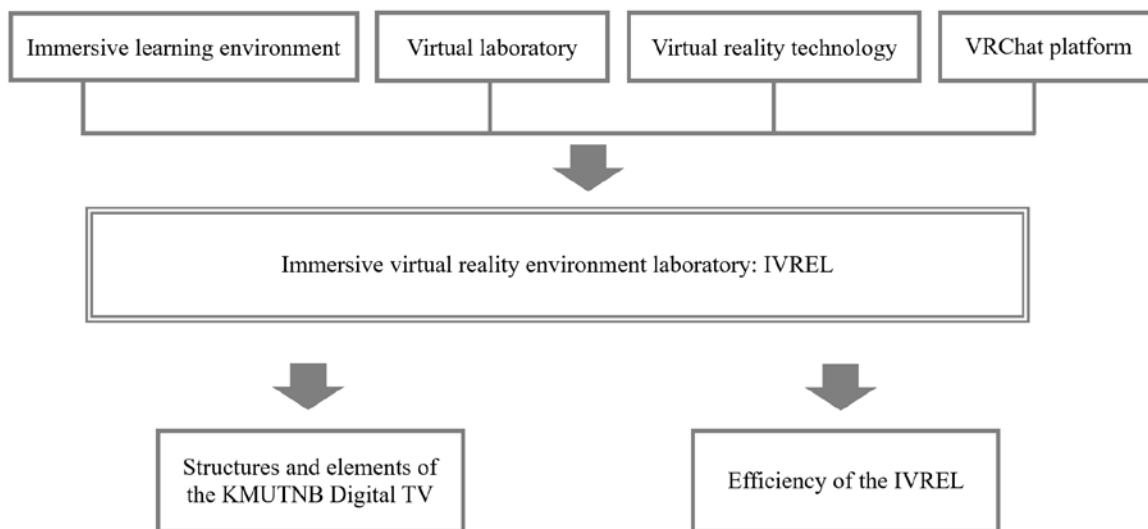 Immersive learning environment
Virtual laboratory
Virtual reality technology
VRChat platform
Immersive virtual reality environment laboratory: IVREL
Structures and elements of
the KMUTNB Digital TV
Efficiency of the IVREL